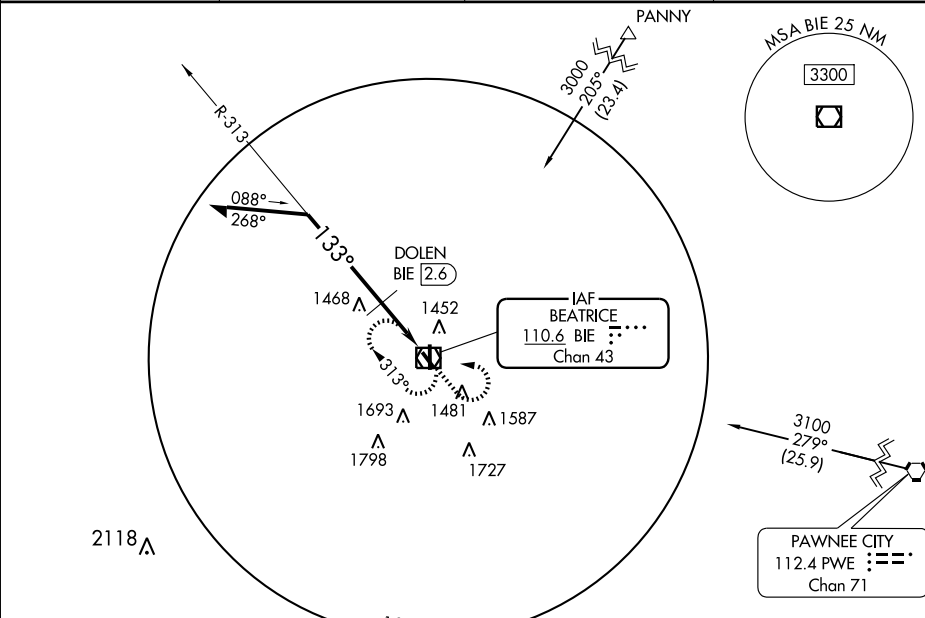 PANNY
3000
205°
(23.4)
MSA BIE 25 NM
3300
R-313
088°
268°
133°
DOLEN
BIE 2.6
1468
1452
IAF
BEATRICE
110.6 BIE
Chan 43
313°
1693
1481
1587
1798
1727
3100
279°
(25.9)
2118
PAWNEE CITY
112.4 PWE
Chan 71